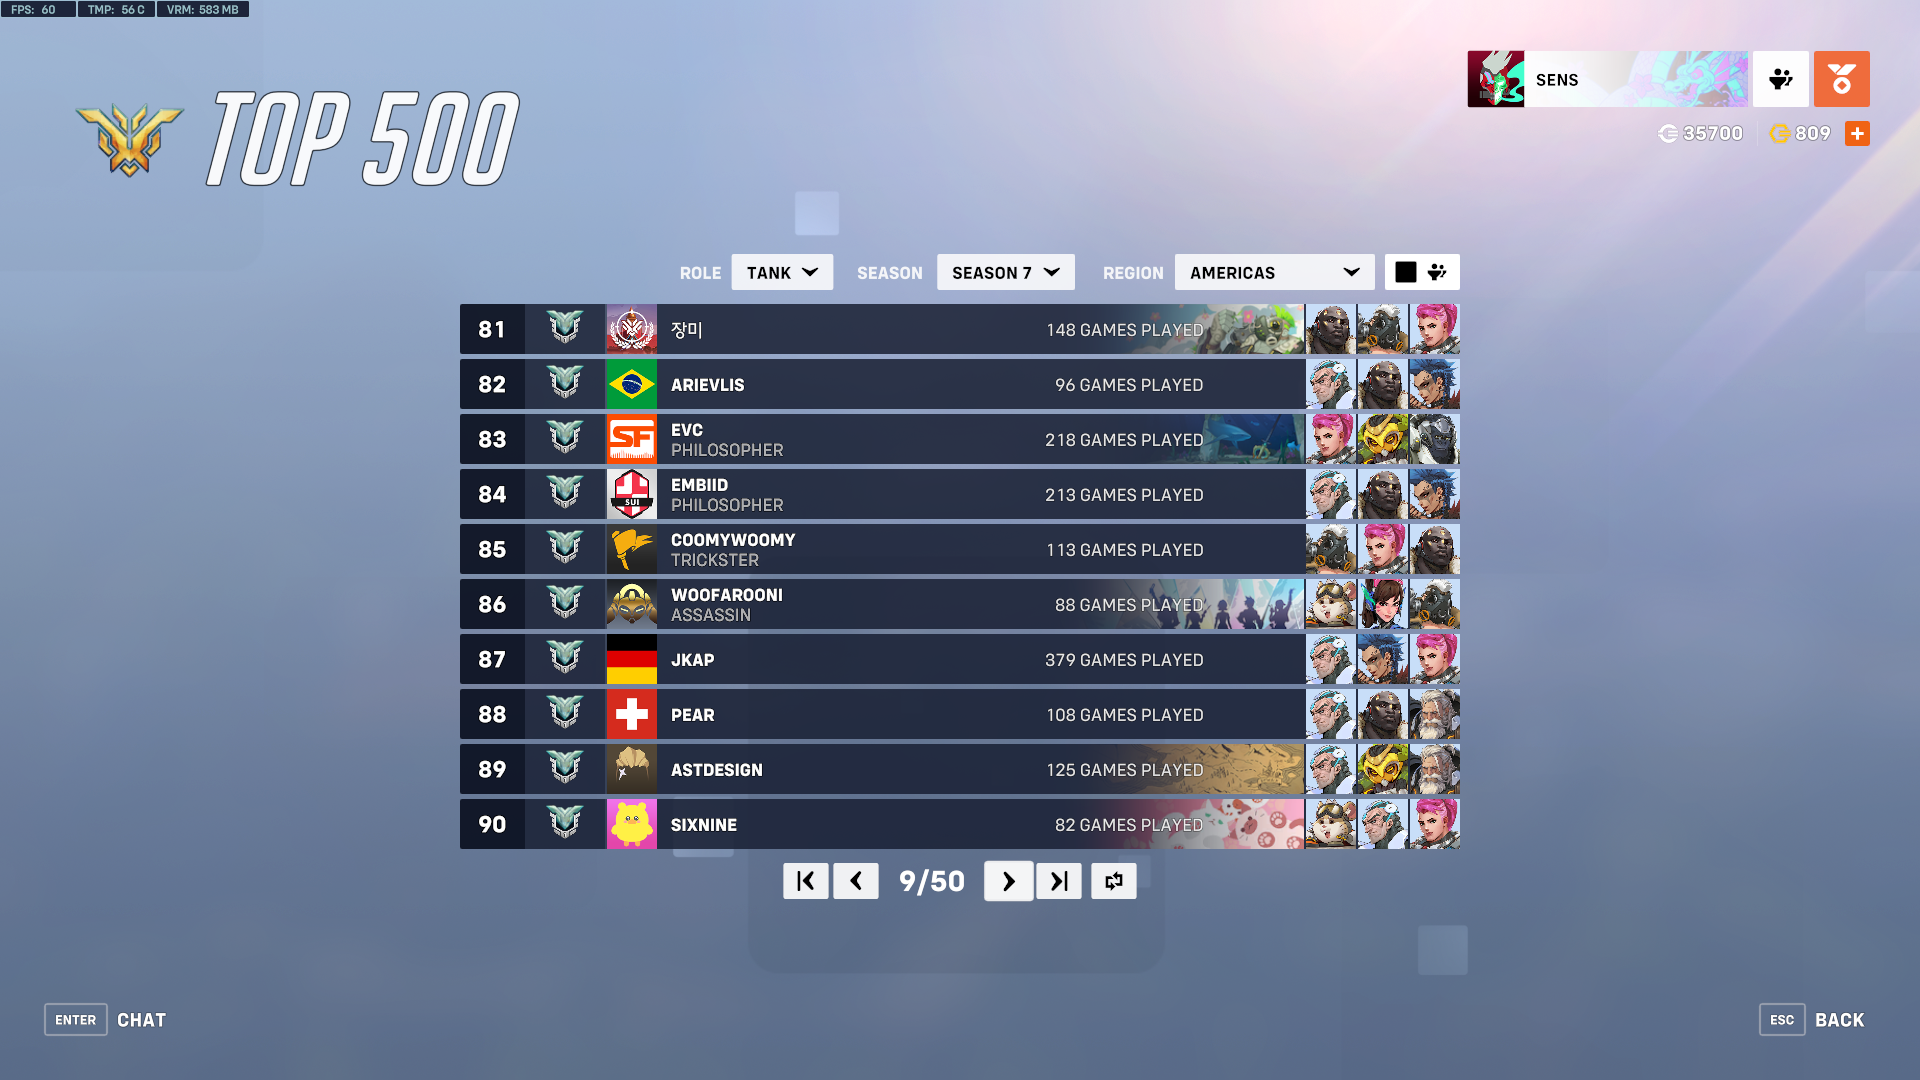 FPS: 60 TMP: 56 C VRM: 583 MB
TOP 500
SENS
35700 809
ROLE TANK SEASON SEASON 7 REGION AMERICAS
81 장미 148 GAMES PLAYED
82 ARIEVLIS 96 GAMES PLAYED
83 SF EVC 218 GAMES PLAYED
PHILOSOPHER
84 SUI EMBIID 213 GAMES PLAYED
PHILOSOPHER
85 COOMYWOOMY 113 GAMES PLAYED
TRICKSTER
86 WOOFAROONI 88 GAMES PLAYED
ASSASSIN
87 JKAP 379 GAMES PLAYED
88 PEAR 108 GAMES PLAYED
89 ASTDESIGN 125 GAMES PLAYED
90 SIXNINE 82 GAMES PLAYED
9/50
ENTER CHAT
ESC BACK